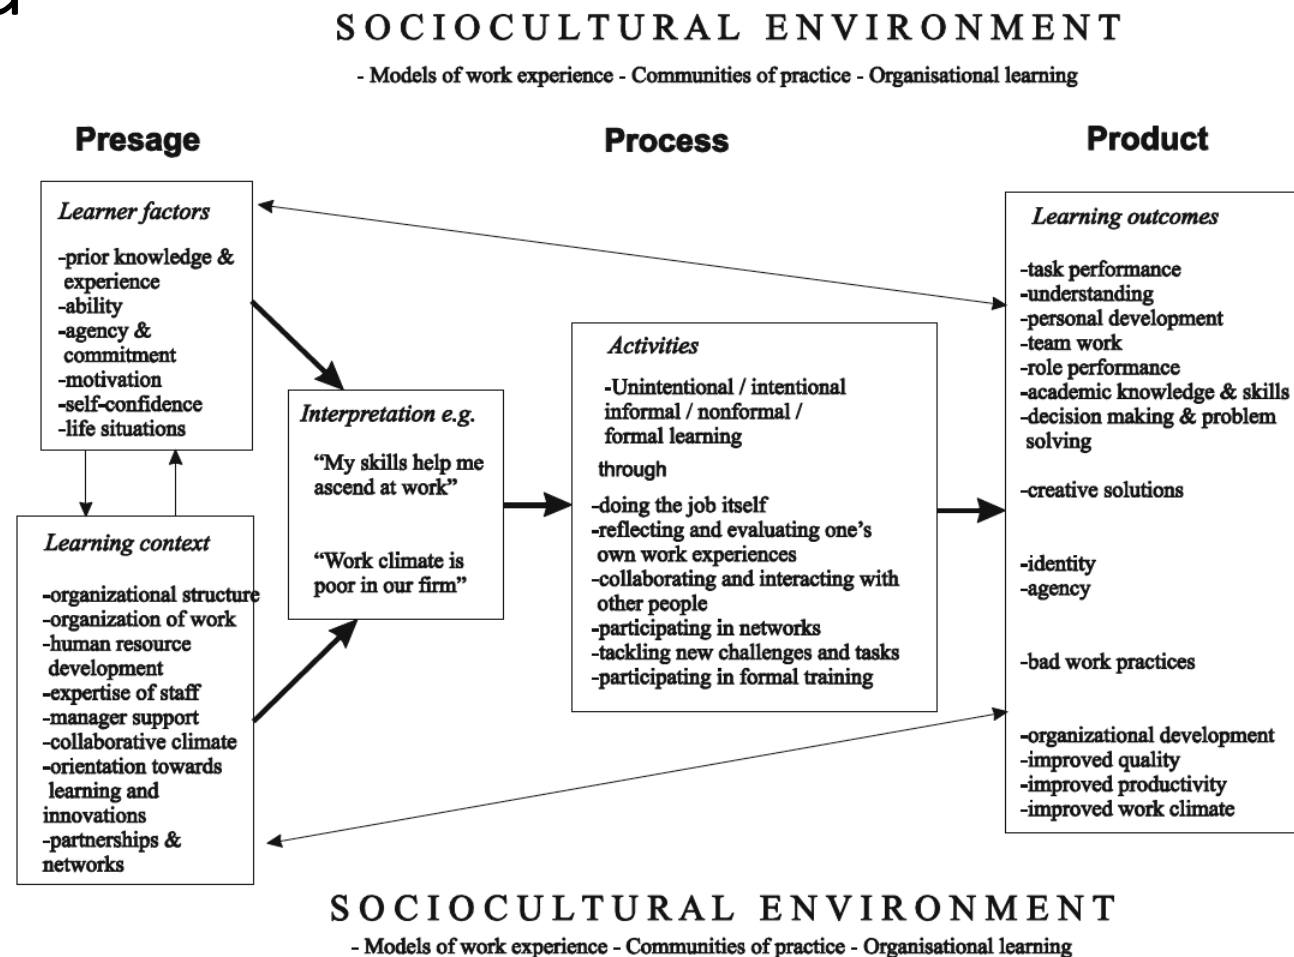 SOCIOCULTURAL ENVIRONMENT
- Models of work experience - Communities of practice - Organisational learning
Presage
Process
Product
Learner factors
-prior knowledge &
experience
-ability
-agency &
commitment
-motivation
-self-confidence
-life situations
Learning context
-organizational structure
-organization of work
-human resource
development
-expertise of staff
-manager support
-collaborative climate
-orientation towards
learning and
innovations
-partnerships &
networks
Interpretation e.g.
“My skills help me
ascend at work”
“Work climate is
poor in our firm”
Activities
-Unintentional / intentional
informal / nonformal /
formal learning
through
-doing the job itself
-reflecting and evaluating one’s
own work experiences
-collaborating and interacting with
other people
-participating in networks
-tackling new challenges and tasks
-participating in formal training
Learning outcomes
-task performance
-understanding
-personal development
-team work
-role performance
-academic knowledge & skills
-decision making & problem
solving
-creative solutions
-identity
-agency
-bad work practices
-organizational development
-improved quality
-improved productivity
-improved work climate
SOCIOCULTURAL ENVIRONMENT
- Models of work experience - Communities of practice - Organisational learning